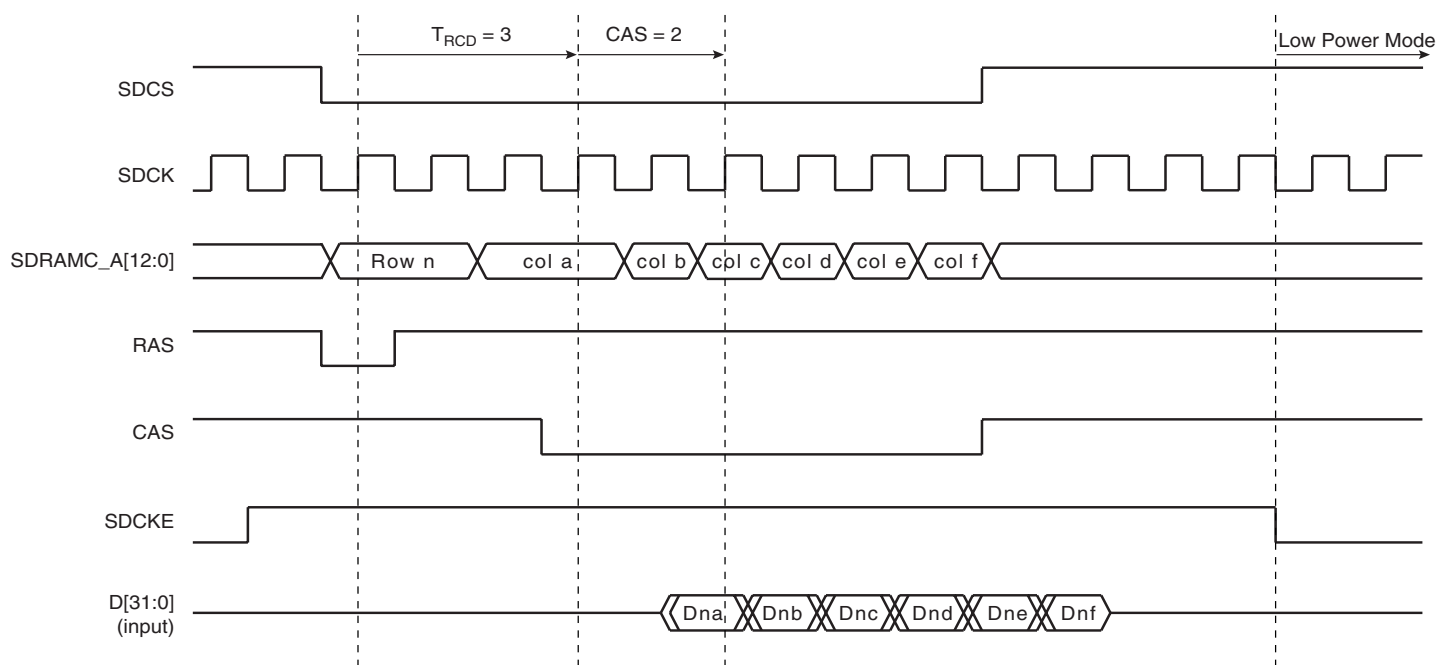 T_RCD = 3
CAS = 2
Low Power Mode
SDCS
SDCK
SDRAMC_A[12:0]
Row n
col a
col b
col c
col d
col e
col f
RAS
CAS
SDCKE
D[31:0]
(input)
Dna
Dnb
Dnc
Dnd
Dne
Dnf